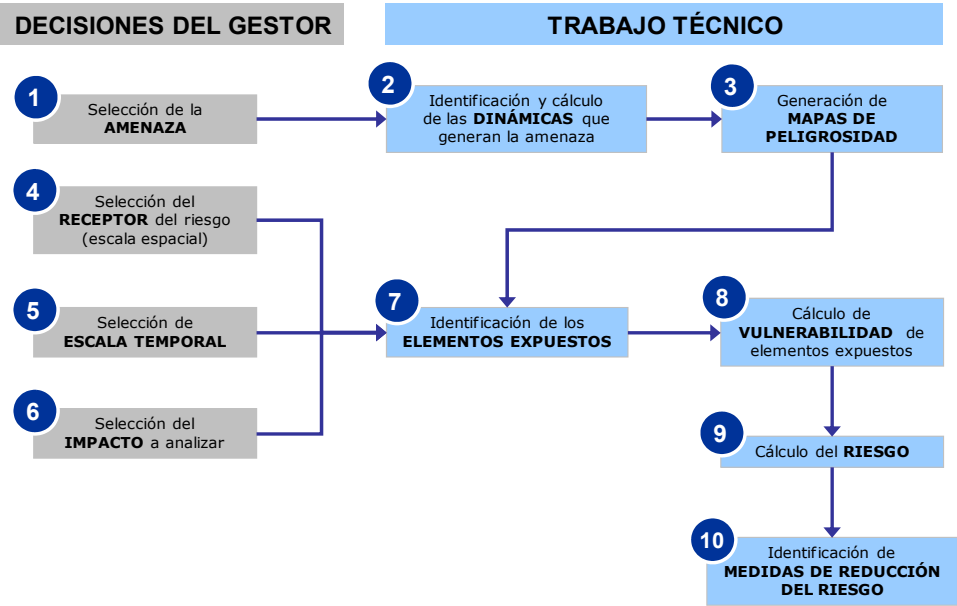 DECISIONES DEL GESTOR
TRABAJO TÉCNICO
1
Selección de la
AMENAZA
2
Identificación y cálculo
de las DINÁMICAS que
generan la amenaza
3
Generación de
MAPAS DE
PELIGROSIDAD
4
Selección del
RECEPTOR del riesgo
(escala espacial)
5
Selección de
ESCALA TEMPORAL
6
Selección del
IMPACTO a analizar
7
Identificación de los
ELEMENTOS EXPUESTOS
8
Cálculo de
VULNERABILIDAD de
elementos expuestos
9
Cálculo del RIESGO
10
Identificación de
MEDIDAS DE REDUCCIÓN
DEL RIESGO